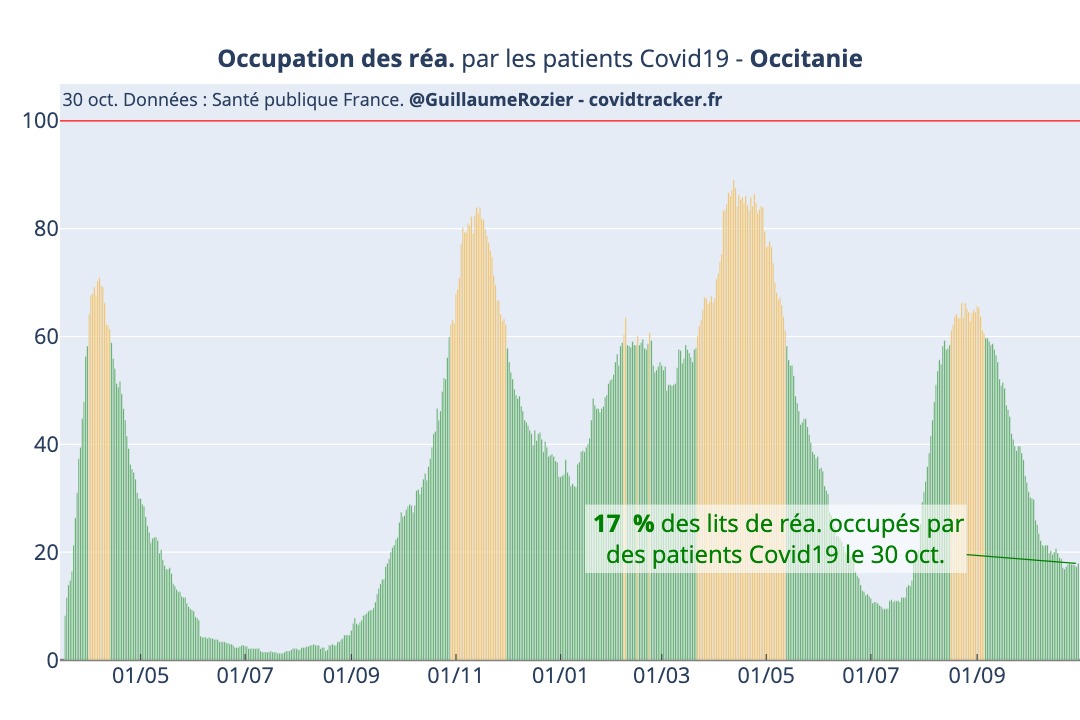 Occupation des réa. par les patients Covid19 - Occitanie
30 oct. Données : Santé publique France. @GuillaumeRozier - covidtracker.fr
100
80
60
40
20
0
17 % des lits de réa. occupés par
des patients Covid19 le 30 oct.
01/05 01/07 01/09 01/11 01/01 01/03 01/05 01/07 01/09